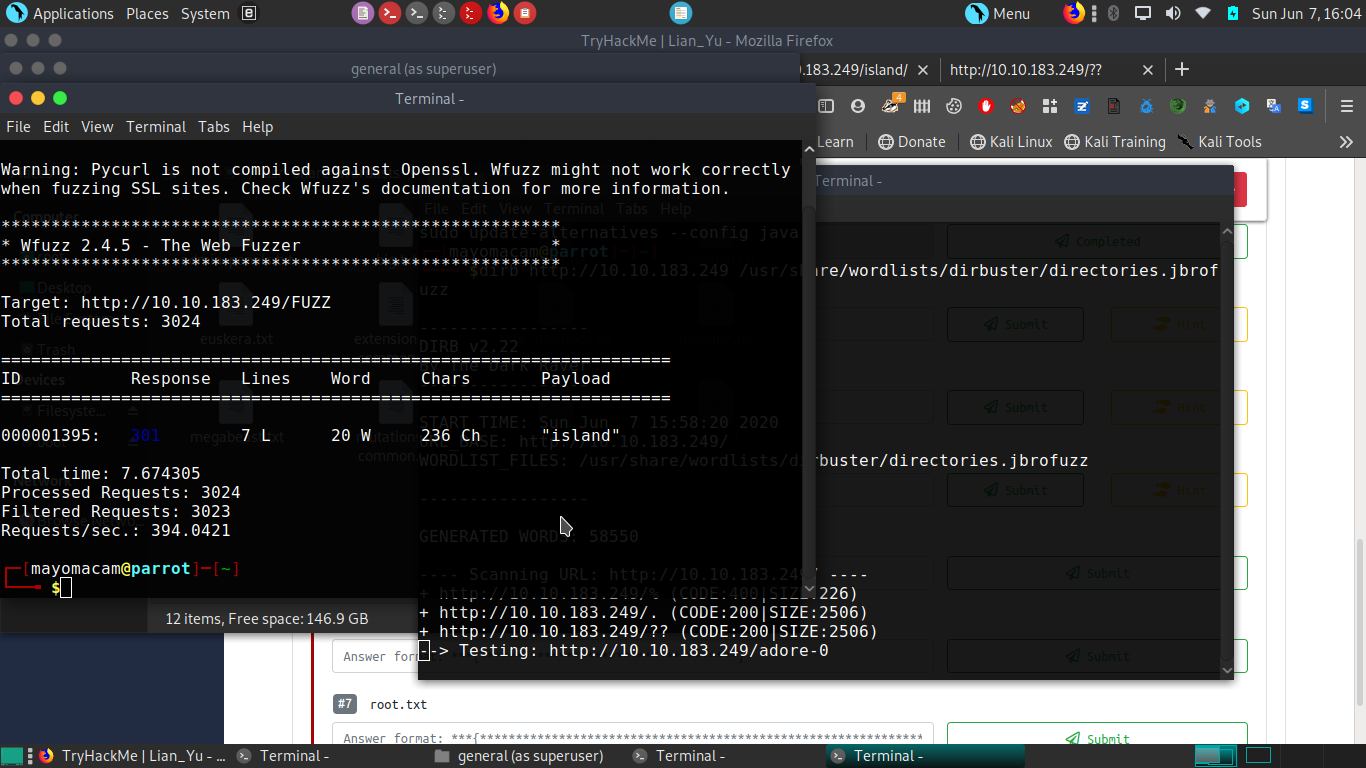 Applications Places System
Menu
Sun Jun 7, 16:04
TryHackMe | Lian_Yu - Mozilla Firefox
general (as superuser)
.183.249/island/
http://10.10.183.249/??
Terminal -
File Edit View Terminal Tabs Help
4
Learn
Donate
Kali Linux
Kali Training
Kali Tools
Warning: Pycurl is not compiled against Openssl. Wfuzz might not work correctly
when fuzzing SSL sites. Check Wfuzz's documentation for more information.
********************************************************
* Wfuzz 2.4.5 - The Web Fuzzer                         *
********************************************************
Target: http://10.10.183.249/FUZZ
Total requests: 3024
===================================================================
ID Response Lines Word Chars Payload
===================================================================
000001395: 301 7 L 20 W 236 Ch "island"
Total time: 7.674305
Processed Requests: 3024
Filtered Requests: 3023
Requests/sec.: 394.0421
┌─[mayomacam@parrot]─[~]
└──╼ $
Computer
Desktop
Trash
Devices
Filesyste...
euskera.txt
common.
12 items, Free space: 146.9 GB
Terminal -
File Edit View Terminal Tabs Help
sudo update-alternatives --config java
mayomacam@parrot─[~]
$dirb http://10.10.183.249 /usr/share/wordlists/dirbuster/directories.jbrof
uzz
-----------------
DIRB v2.22
By The Dark Raver
-----------------
START_TIME: Sun Jun 7 15:58:20 2020
URL_BASE: http://10.10.183.249/
WORDLIST_FILES: /usr/share/wordlists/dirbuster/directories.jbrofuzz
-----------------
GENERATED WORDS: 58550
---- Scanning URL: http://10.10.183.249/ ----
+ http://10.10.183.249/% (CODE:400|SIZE:226)
+ http://10.10.183.249/. (CODE:200|SIZE:2506)
+ http://10.10.183.249/?? (CODE:200|SIZE:2506)
--> Testing: http://10.10.183.249/adore-0
Completed
Submit
Hint
Submit
Hint
Submit
Hint
Submit
Submit
#7 root.txt
Answer format: ***{**************************************************************
Submit
TryHackMe | Lian_Yu - ...
Terminal -
general (as superuser)
Terminal -
Terminal -